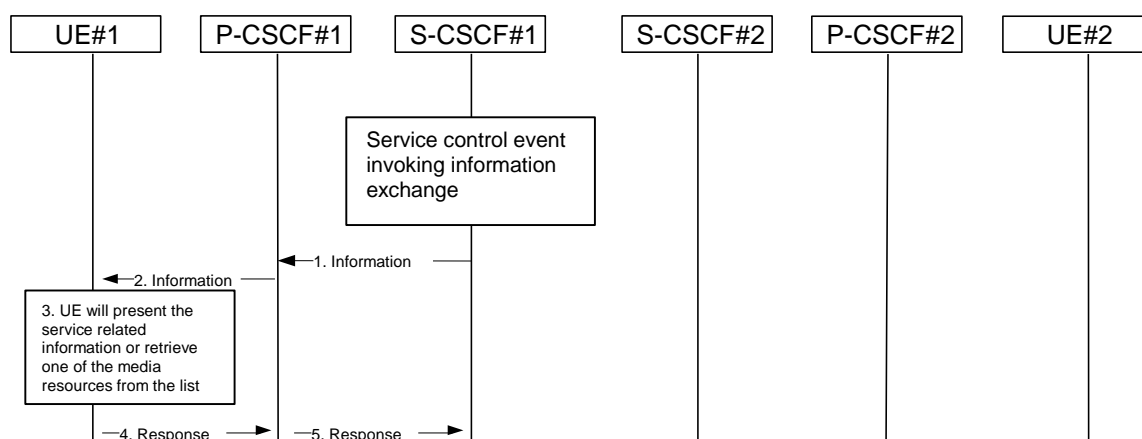 UE#1
P-CSCF#1
S-CSCF#1
S-CSCF#2
P-CSCF#2
UE#2
Service control event
invoking information
exchange
1. Information
2. Information
3. UE will present the
service related
information or retrieve
one of the media
resources from the list
4. Response
5. Response